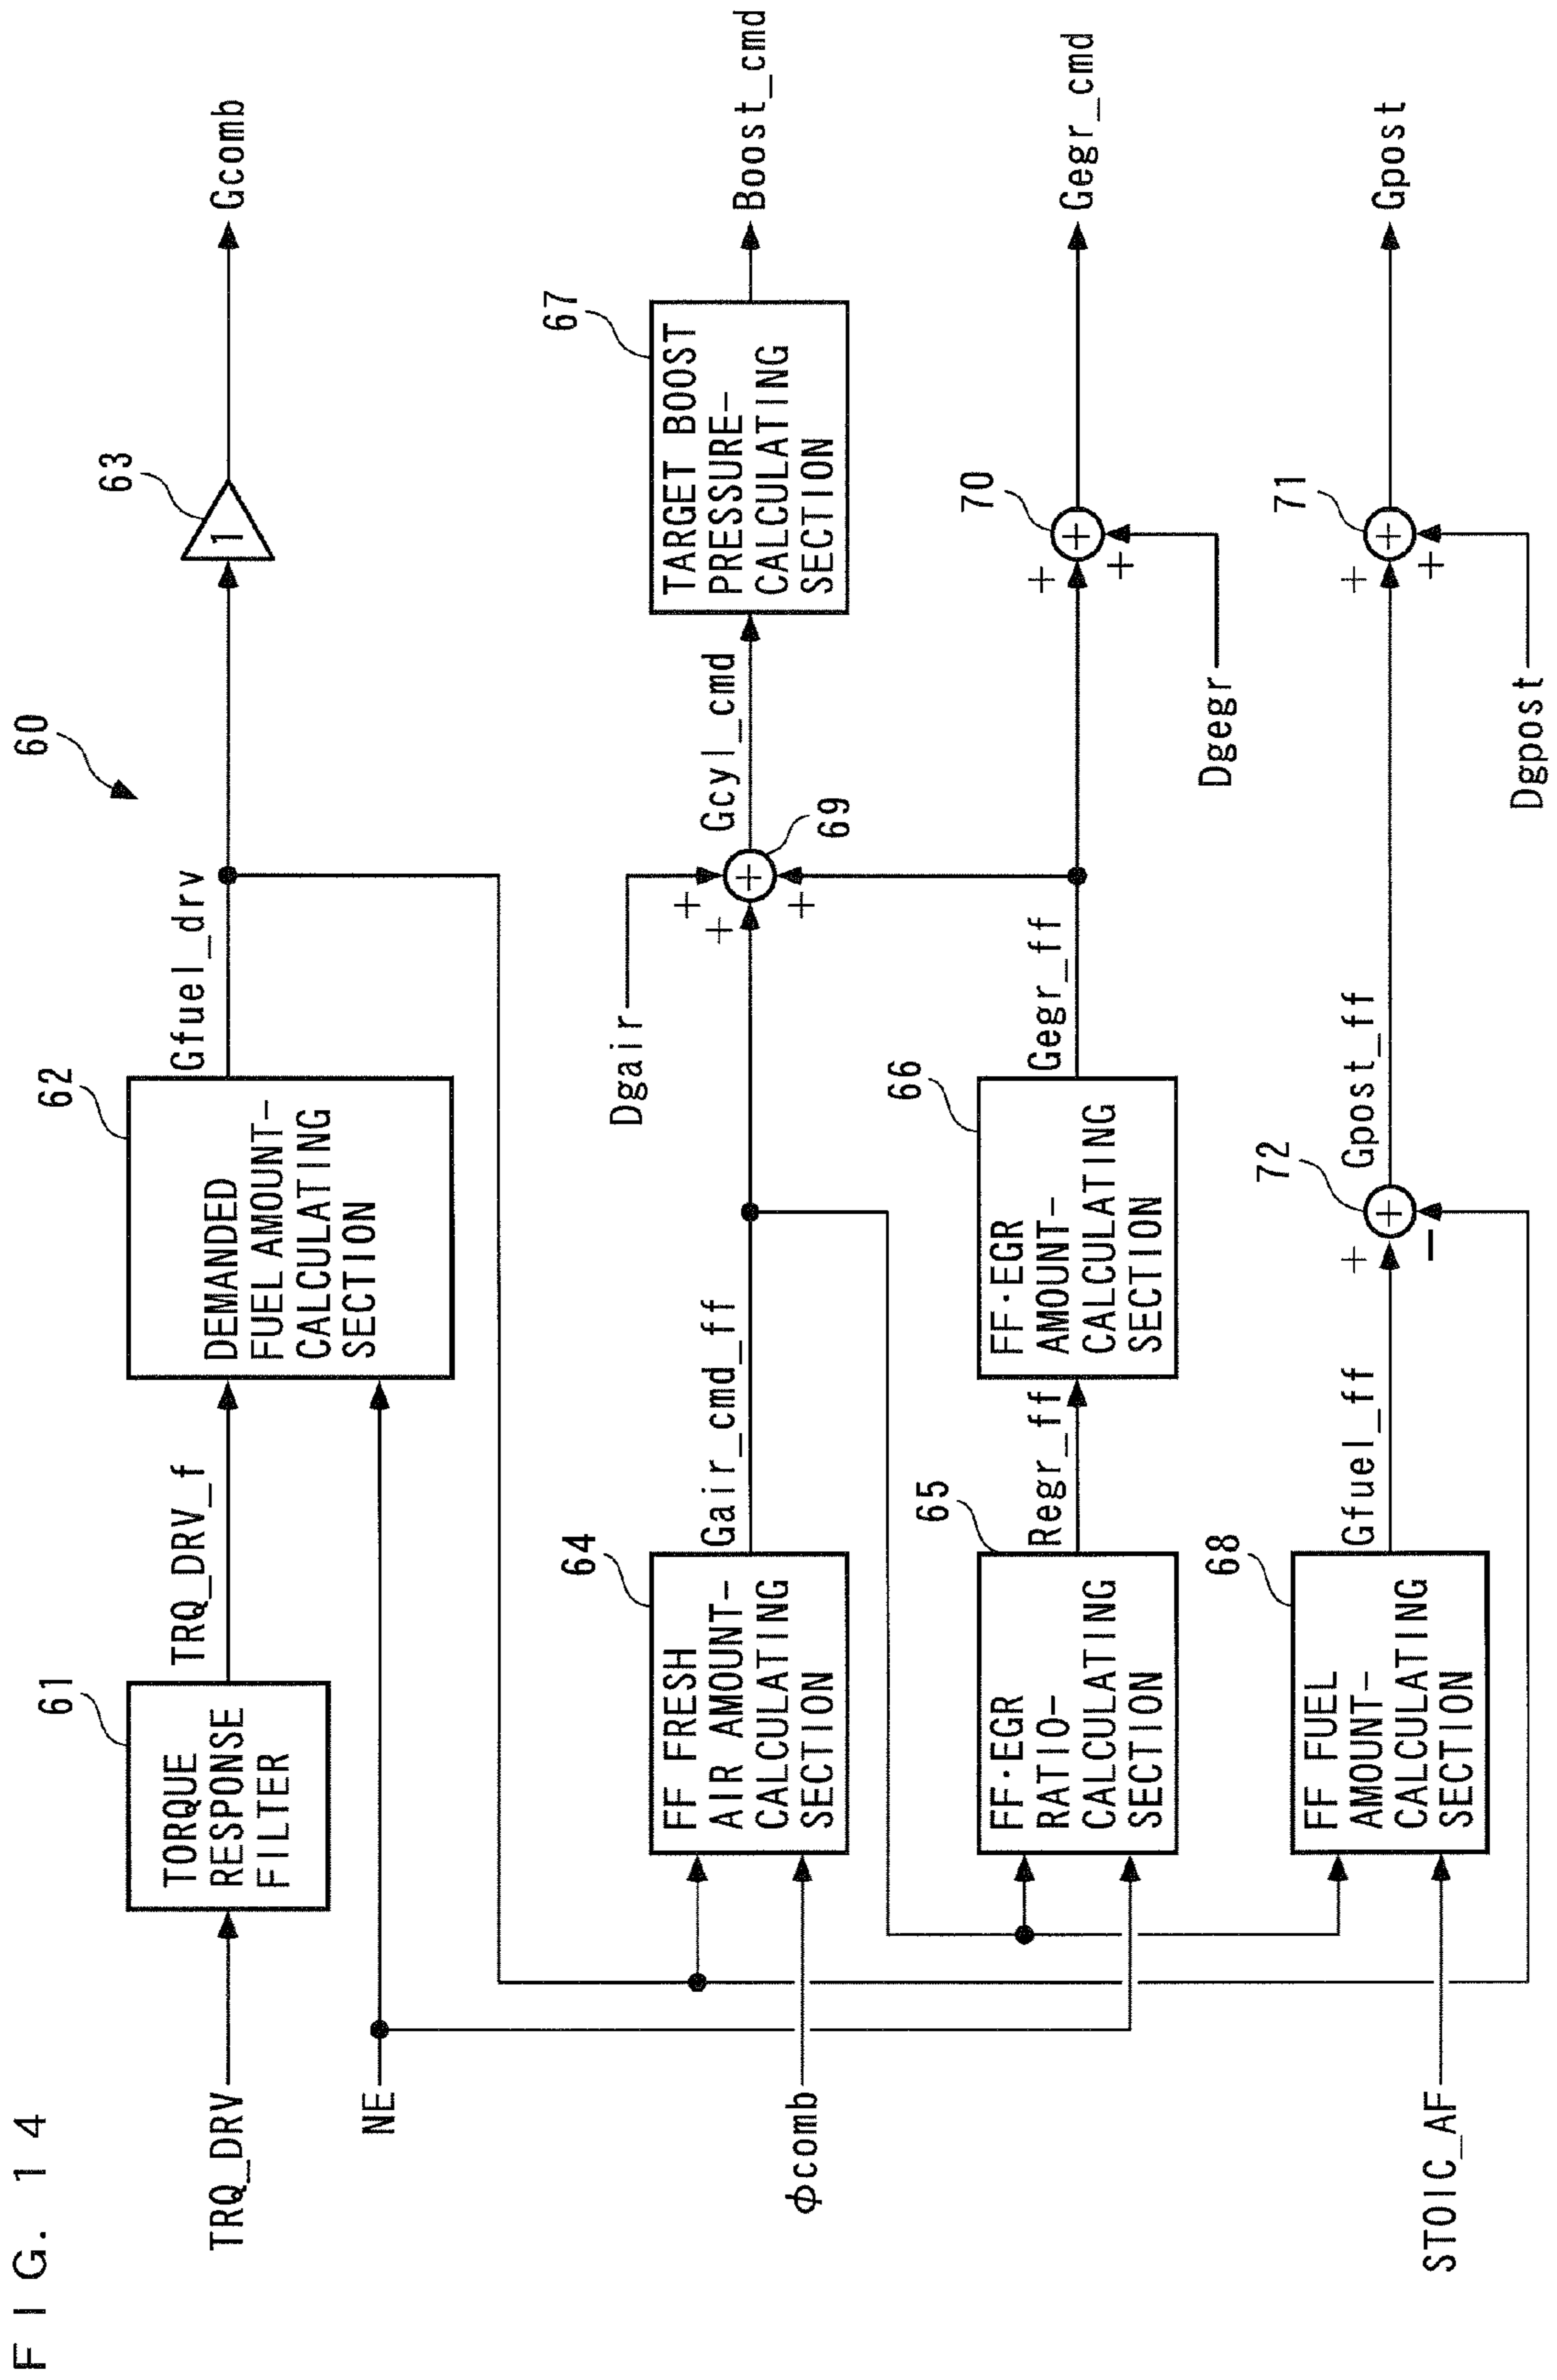 FIG. 14
60
TRQ_DRV
61
TORQUE
RESPONSE
FILTER
TRQ_DRV_f
62
DEMANDED
FUEL AMOUNT-
CALCULATING
SECTION
Gfuel_drv
63
1
Gcomb
NE
Dgair
64
FF FRESH
AIR AMOUNT-
CALCULATING
SECTION
Gair_cmd_ff
+
+
+
+
69
Gcyl_cmd
67
TARGET BOOST
PRESSURE-
CALCULATING
SECTION
Boost_cmd
φcomb
65
FF·EGR
RATIO-
CALCULATING
SECTION
Regr_ff
66
FF·EGR
AMOUNT-
CALCULATING
SECTION
Gegr_ff
+
+
+
70
Gegr_cmd
Dgegr
68
FF FUEL
AMOUNT-
CALCULATING
SECTION
Gfuel_ff
+
+
−
72
Gpost_ff
+
+
+
71
Gpost
STOIC_AF
Dgpost